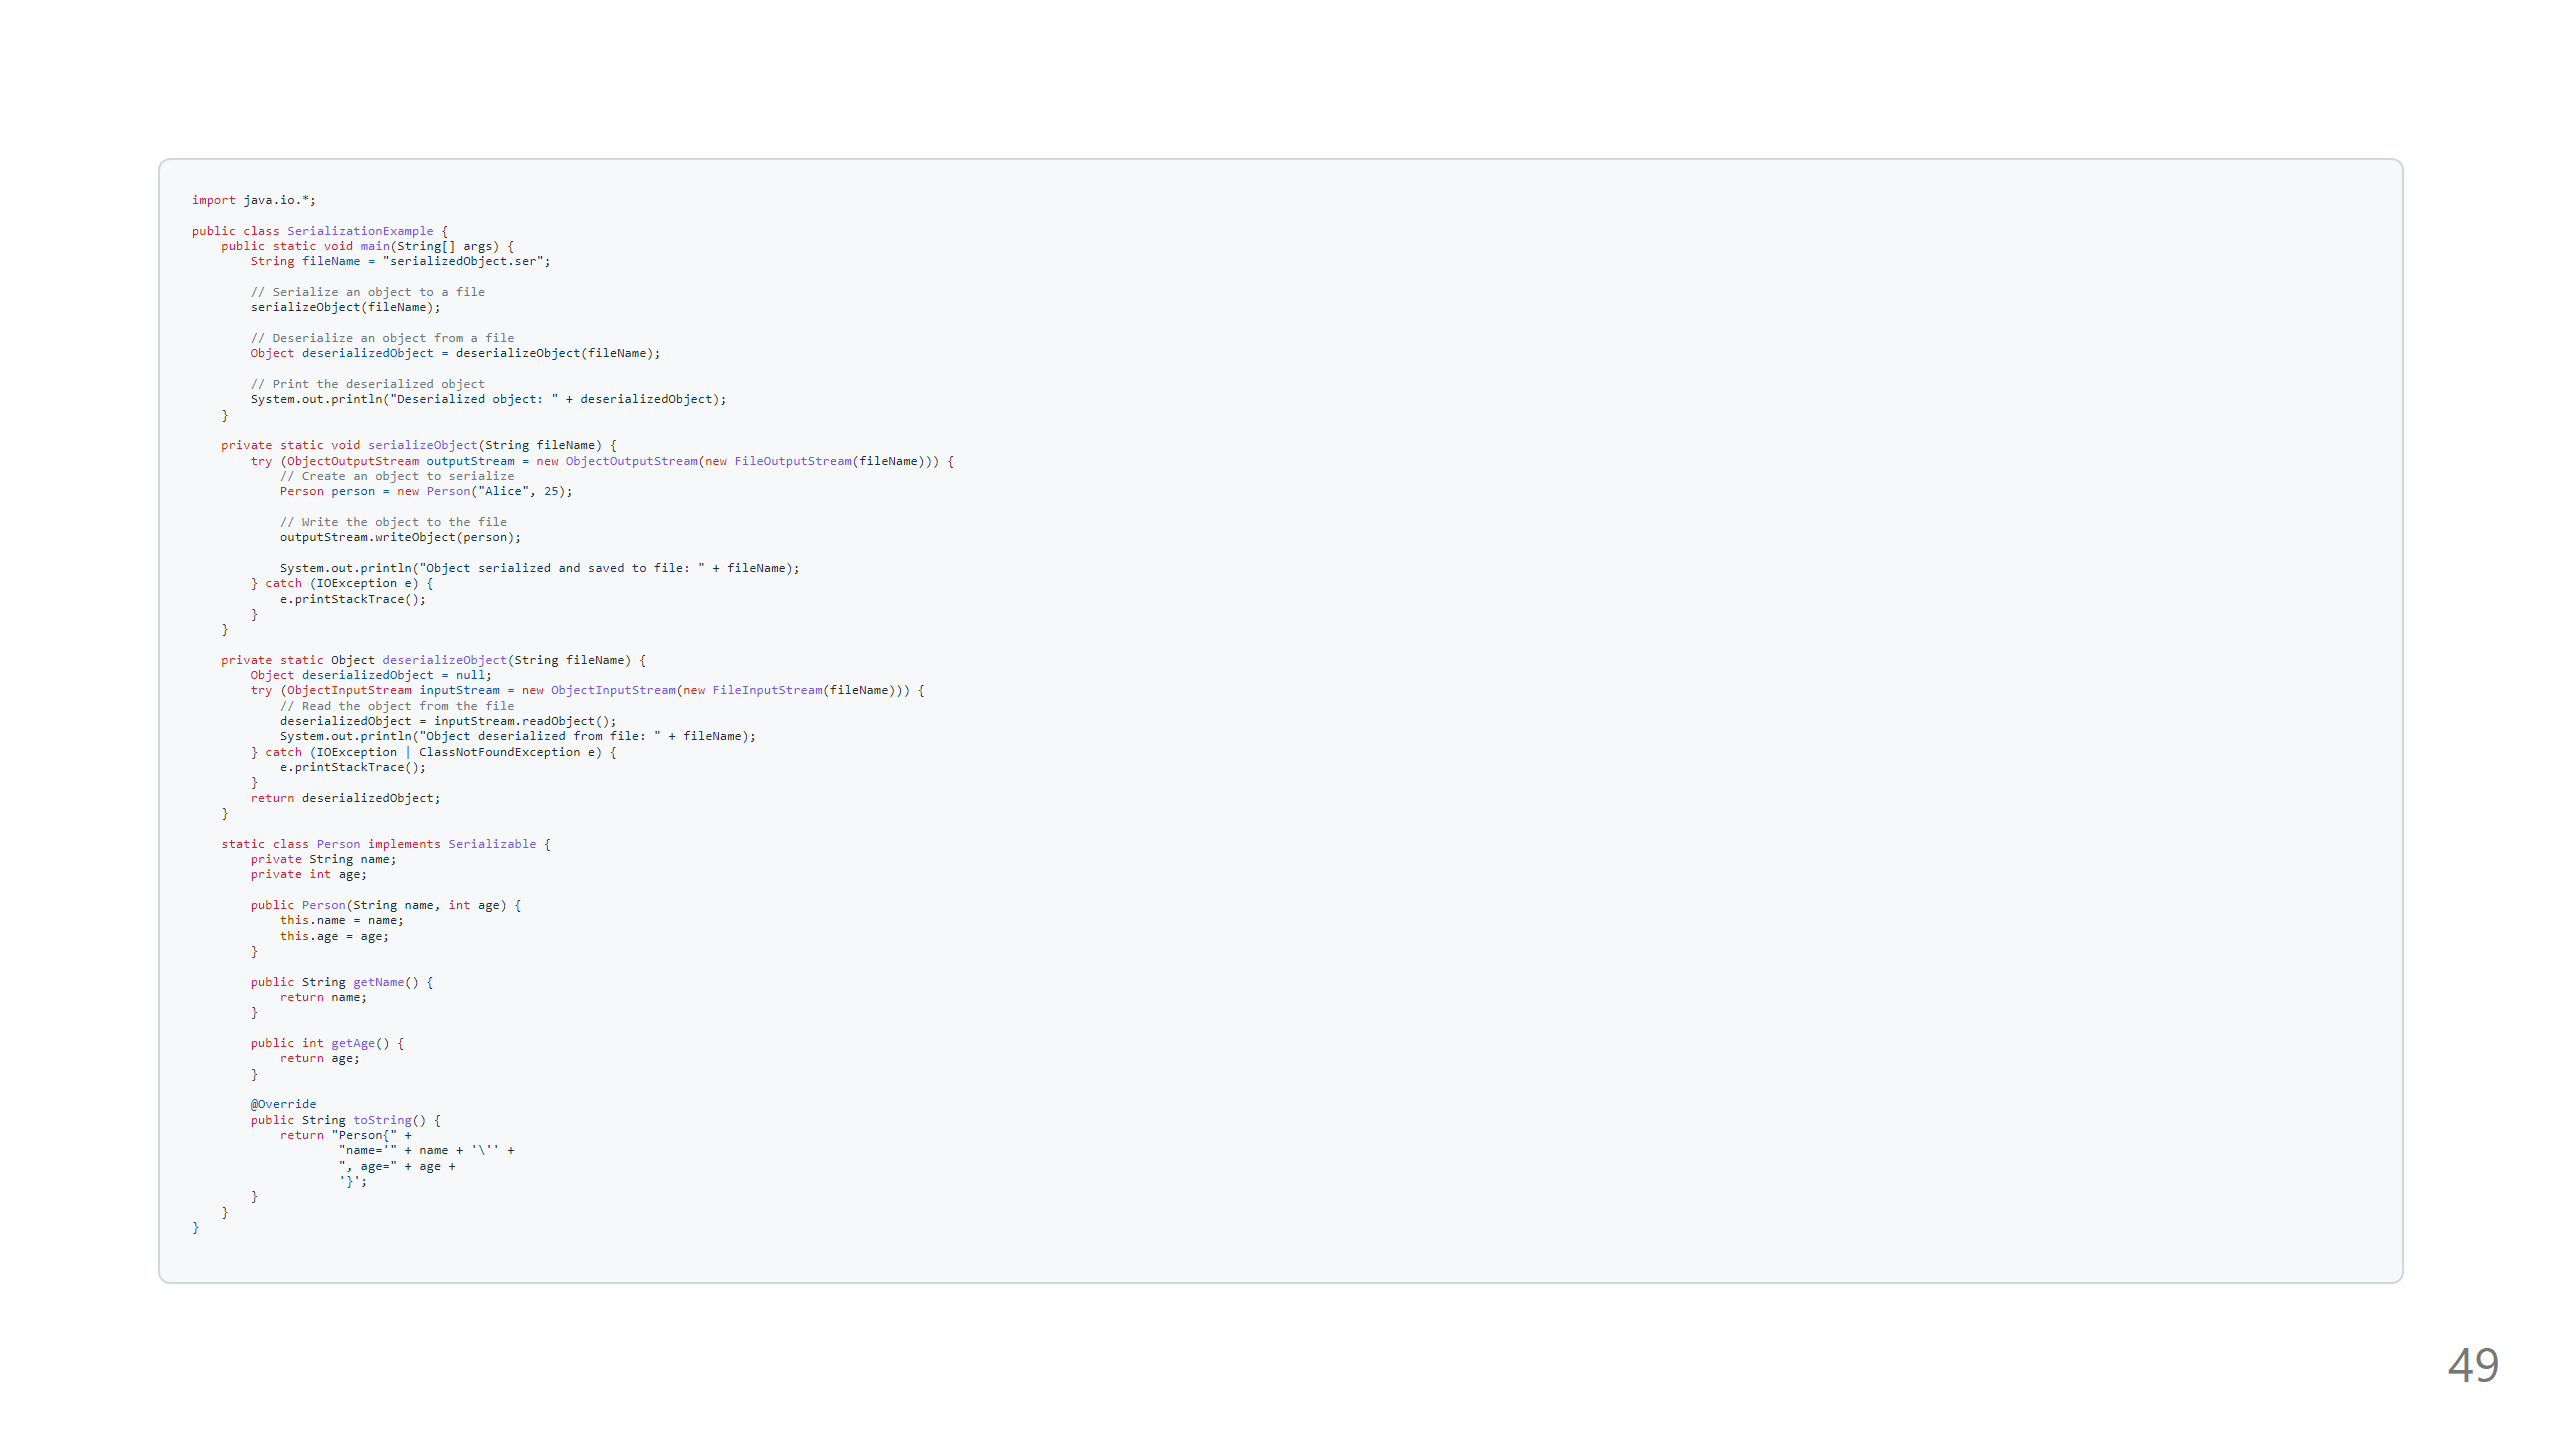 import java.io.*;
public class SerializationExample {
public static void main(String[] args) {
String fileName = "serializedObject.ser";
// Serialize an object to a file
serializeObject(fileName);
// Deserialize an object from a file
Object deserializedObject = deserializeObject(fileName);
// Print the deserialized object
System.out.println("Deserialized object: " + deserializedObject);
}
private static void serializeObject(String fileName) {
try (ObjectOutputStream outputStream = new ObjectOutputStream(new FileOutputStream(fileName))) {
// Create an object to serialize
Person person = new Person("Alice", 25);
// Write the object to the file
outputStream.writeObject(person);
System.out.println("Object serialized and saved to file: " + fileName);
} catch (IOException e) {
e.printStackTrace();
}
}
private static Object deserializeObject(String fileName) {
Object deserializedObject = null;
try (ObjectInputStream inputStream = new ObjectInputStream(new FileInputStream(fileName))) {
// Read the object from the file
deserializedObject = inputStream.readObject();
System.out.println("Object deserialized from file: " + fileName);
} catch (IOException | ClassNotFoundException e) {
e.printStackTrace();
}
return deserializedObject;
}
static class Person implements Serializable {
private String name;
private int age;
public Person(String name, int age) {
this.name = name;
this.age = age;
}
public String getName() {
return name;
}
public int getAge() {
return age;
}
@Override
public String toString() {
return "Person{" +
"name='" + name + '\'' +
", age=" + age +
'}';
}
}
}
49